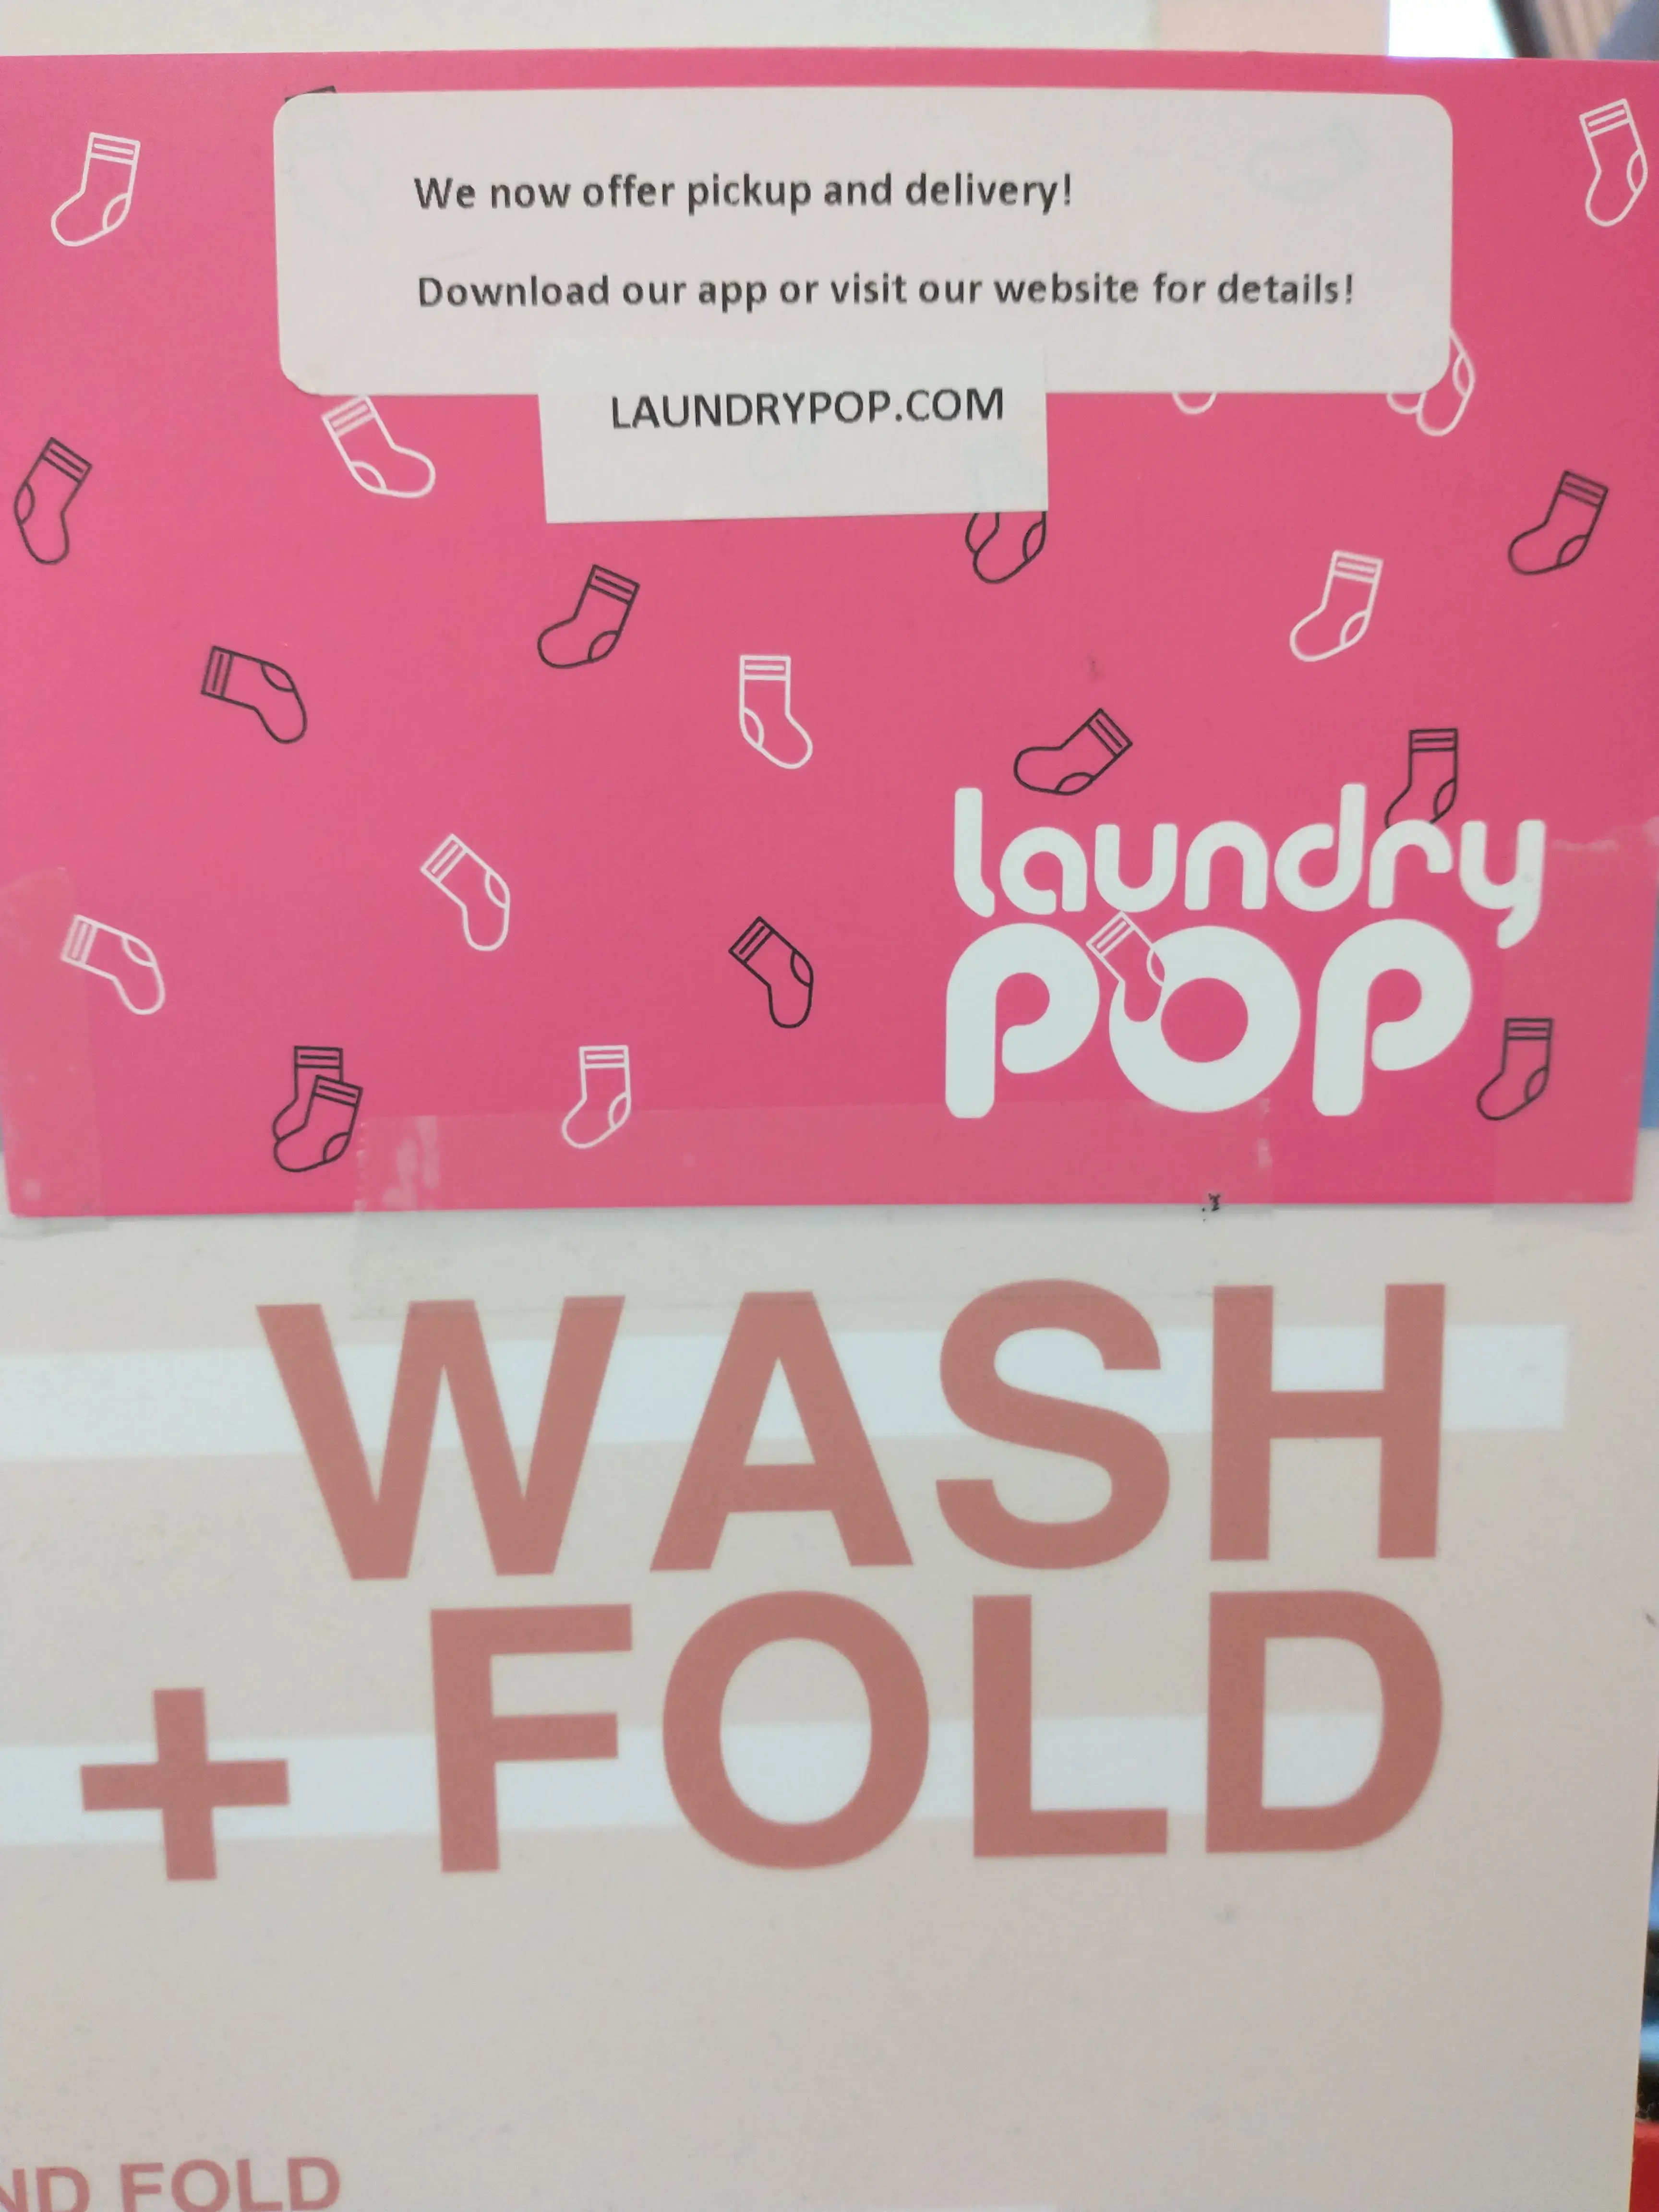 We now offer pickup and delivery!
Download our app or visit our website for details!
LAUNDRYPOP.COM
laundry
pop
WASH
+ FOLD
ND FOLD